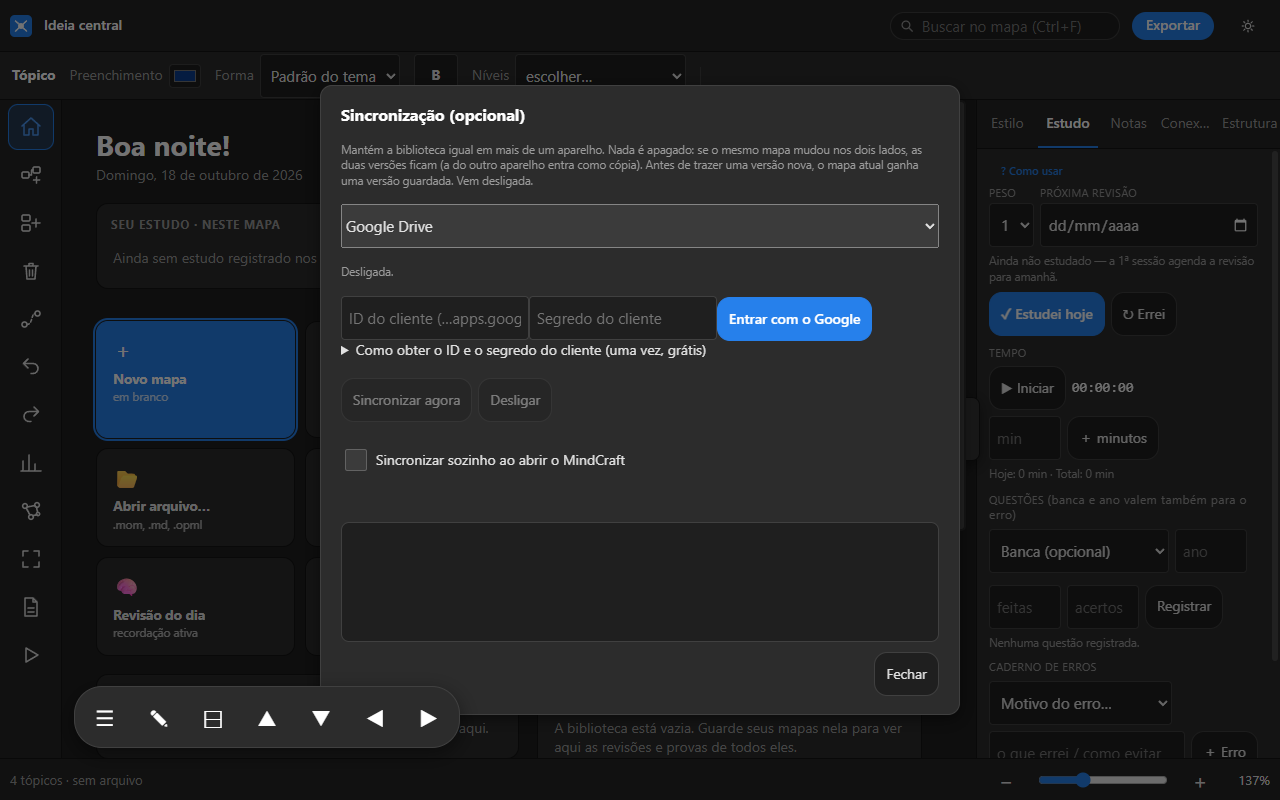 Ideia central
Buscar no mapa (Ctrl+F)
Exportar
Tópico
Preenchimento
Forma
Padrão do tema
B
Níveis
escolher...
Boa noite!
Domingo, 18 de outubro de 2026
SEU ESTUDO · NESTE MAPA
Ainda sem estudo registrado nos
+
Novo mapa
em branco
Abrir arquivo...
.mom, .md, .opml
Revisão do dia
recordação ativa
aqui.
A biblioteca está vazia. Guarde seus mapas nela para ver
aqui as revisões e provas de todos eles.
Sincronização (opcional)
Mantém a biblioteca igual em mais de um aparelho. Nada é apagado: se o mesmo mapa mudou nos dois lados, as
duas versões ficam (a do outro aparelho entra como cópia). Antes de trazer uma versão nova, o mapa atual ganha
uma versão guardada. Vem desligada.
Google Drive
Desligada.
ID do cliente (...apps.goog
Segredo do cliente
Entrar com o Google
Como obter o ID e o segredo do cliente (uma vez, grátis)
Sincronizar agora
Desligar
Sincronizar sozinho ao abrir o MindCraft
Fechar
Estilo
Estudo
Notas
Conex...
Estrutura
? Como usar
PESO
PRÓXIMA REVISÃO
1
dd/mm/aaaa
Ainda não estudado — a 1ª sessão agenda a revisão
para amanhã.
✓ Estudei hoje
↻ Errei
TEMPO
▶ Iniciar
00:00:00
min
+ minutos
Hoje: 0 min · Total: 0 min
QUESTÕES (banca e ano valem também para o
erro)
Banca (opcional)
ano
feitas
acertos
Registrar
Nenhuma questão registrada.
CADERNO DE ERROS
Motivo do erro...
o que errei / como evitar
+ Erro
4 tópicos · sem arquivo
137%